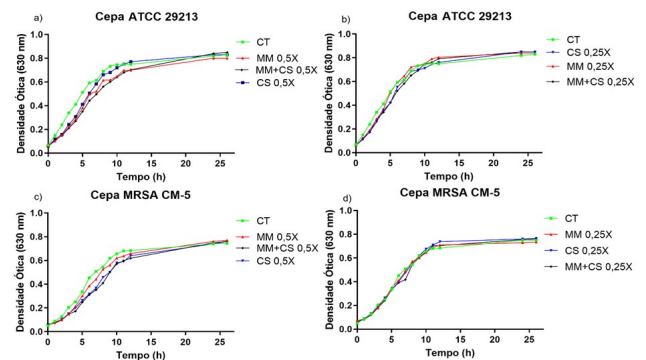 a)
Cepa ATCC 29213
Densidade Ótica (630 nm)
1.0
0.8
0.6
0.4
0.2
0.0
0 5 10 15 20 25
Tempo (h)
CT
MM 0,5X
MM+CS 0,5X
CS 0,5X
b)
Cepa ATCC 29213
Densidade Ótica (630 nm)
1.0
0.8
0.6
0.4
0.2
0.0
0 5 10 15 20 25
Tempo (h)
CT
CS 0,25X
MM 0,25X
MM+CS 0,25X
c)
Cepa MRSA CM-5
Densidade Ótica (630 nm)
1.0
0.8
0.6
0.4
0.2
0.0
0 5 10 15 20 25
Tempo (h)
CT
MM 0,5X
MM+CS 0,5X
CS 0,5X
d)
Cepa MRSA CM-5
Densidade Ótica (630 nm)
1.0
0.8
0.6
0.4
0.2
0.0
0 5 10 15 20 25
Tempo (h)
CT
MM 0,25X
CS 0,25X
MM+CS 0,25X